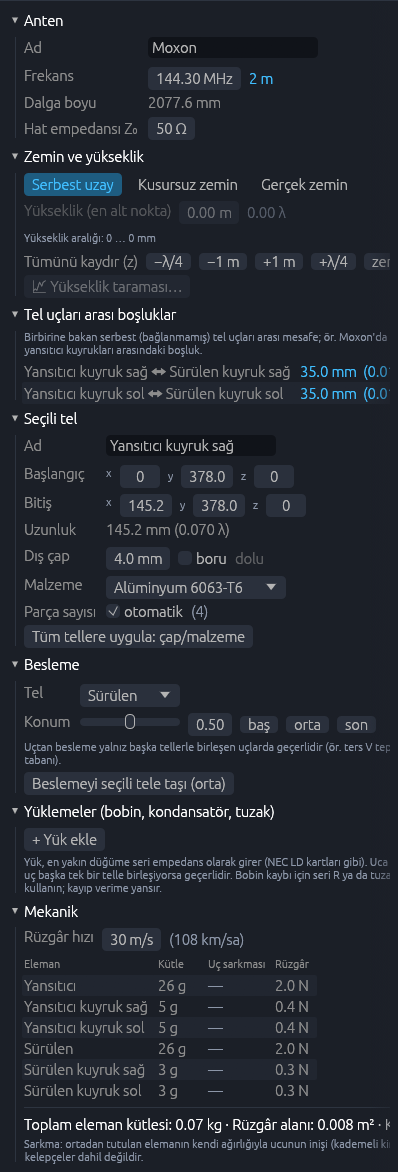 Anten
Ad Moxon
Frekans 144.30 MHz 2 m
Dalga boyu 2077.6 mm
Hat empedansı Z₀ 50 Ω
Zemin ve yükseklik
Serbest uzay Kusursuz zemin Gerçek zemin
Yükseklik (en alt nokta) 0.00 m 0.00 λ
Yükseklik aralığı: 0 … 0 mm
Tümünü kaydır (z) −λ/4 −1 m +1 m +λ/4 zer
Yükseklik taraması…
Tel uçları arası boşluklar
Birbirine bakan serbest (bağlanmamış) tel uçları arası mesafe; ör. Moxon'da
yansıtıcı kuyrukları arasındaki boşluk.
Yansıtıcı kuyruk sağ ⬌ Sürülen kuyruk sağ 35.0 mm (0.01
Yansıtıcı kuyruk sol ⬌ Sürülen kuyruk sol 35.0 mm (0.01
Seçili tel
Ad Yansıtıcı kuyruk sağ
Başlangıç x 0 y 378.0 z 0
Bitiş x 145.2 y 378.0 z 0
Uzunluk 145.2 mm (0.070 λ)
Dış çap 4.0 mm boru dolu
Malzeme Alüminyum 6063-T6
Parça sayısı otomatik (4)
Tüm tellere uygula: çap/malzeme
Besleme
Tel Sürülen
Konum 0.50 baş orta son
Uçtan besleme yalnız başka tellerle birleşen uçlarda geçerlidir (ör. ters V tep
tabanı).
Beslemeyi seçili tele taşı (orta)
Yüklemeler (bobin, kondansatör, tuzak)
+ Yük ekle
Yük, en yakın düğüme seri empedans olarak girer (NEC LD kartları gibi). Uca
uç başka tek bir telle birleşiyorsa geçerlidir. Bobin kaybı için seri R ya da tuza
kullanın; kayıp verime yansır.
Mekanik
Rüzgâr hızı 30 m/s (108 km/sa)
Eleman Kütle Uç sarkması Rüzgâr
Yansıtıcı 26 g — 2.0 N
Yansıtıcı kuyruk sağ 5 g — 0.4 N
Yansıtıcı kuyruk sol 5 g — 0.4 N
Sürülen 26 g — 2.0 N
Sürülen kuyruk sağ 3 g — 0.3 N
Sürülen kuyruk sol 3 g — 0.3 N
Toplam eleman kütlesi: 0.07 kg · Rüzgâr alanı: 0.008 m² · K
Sarkma: ortadan tutulan elemanın kendi ağırlığıyla ucunun inişi (kademeli ki
kelepçeler dahil değildir.